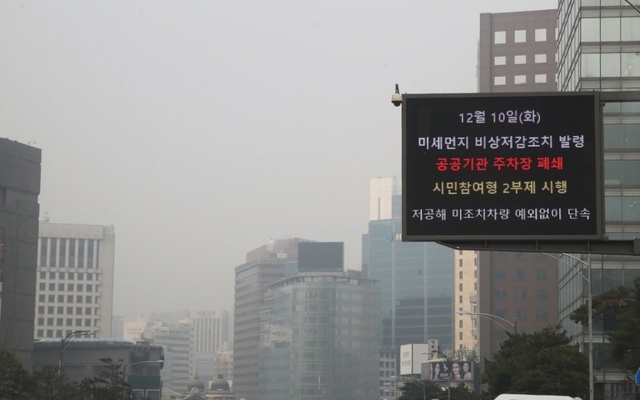 12월 10일(화)
미세먼지 비상저감조치 발령
공공기관 주차장 폐쇄
시민참여형 2부제 시행
저공해 미조치차량 예외없이 단속